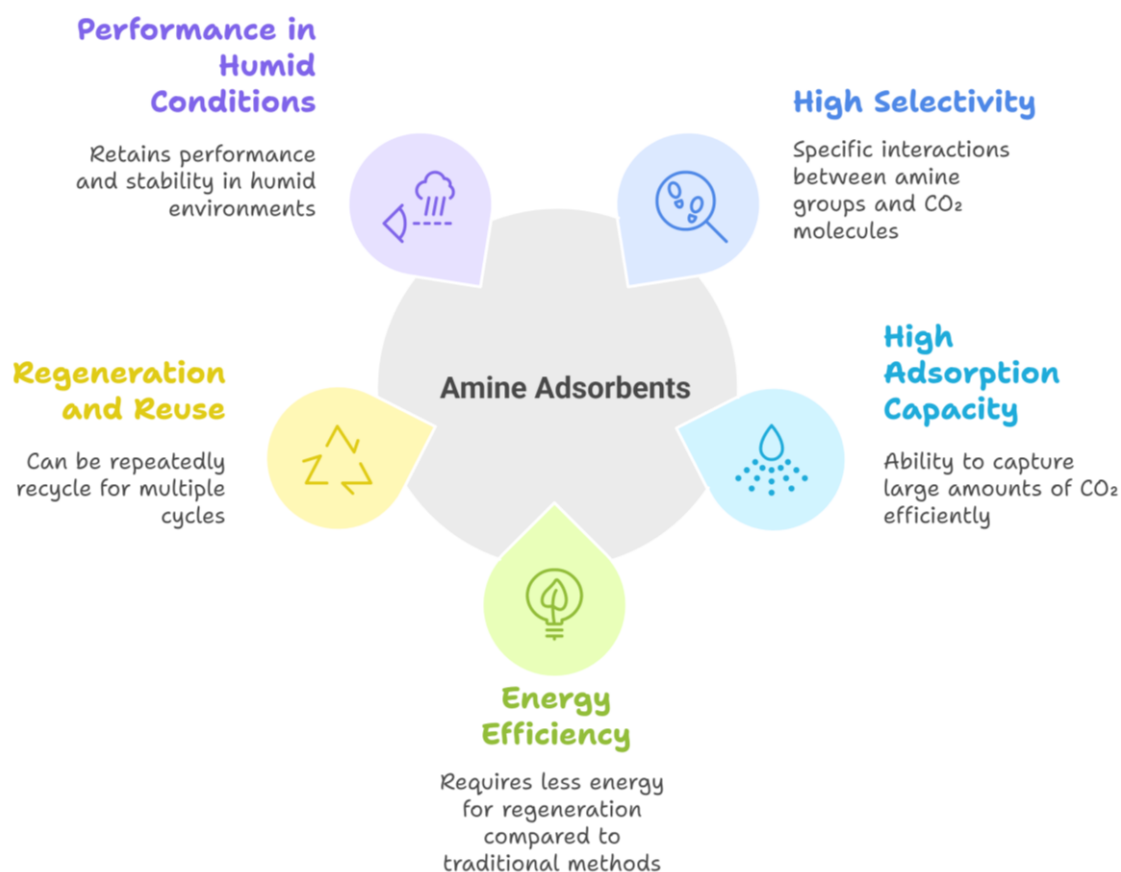 Performance in
Humid
Conditions
Retains performance
and stability in humid
environments
High Selectivity
Specific interactions
between amine
groups and CO₂
molecules
Amine Adsorbents
Regeneration
and Reuse
Can be repeatedly
recycle for multiple
cycles
High
Adsorption
Capacity
Ability to capture
large amounts of CO₂
efficiently
Energy
Efficiency
Requires less energy
for regeneration
compared to
traditional methods